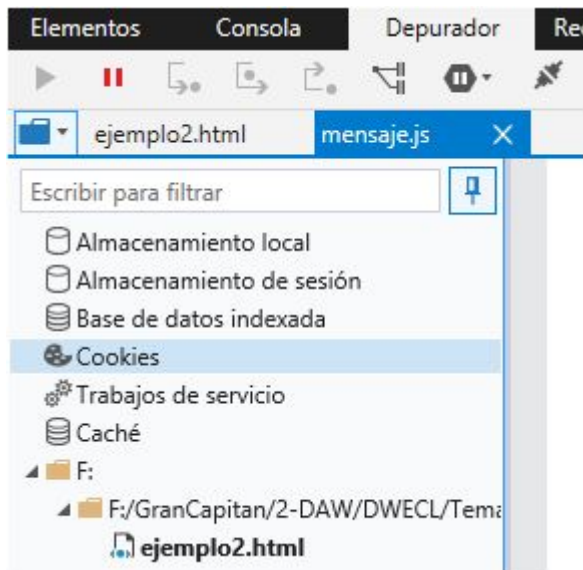 Elementos Consola Depurador Re
ejemplo2.html mensaje.js
Escribir para filtrar
Almacenamiento local
Almacenamiento de sesión
Base de datos indexada
Cookies
Trabajos de servicio
Caché
F:
F:/GranCapitan/2-DAW/DWECL/Tema
ejemplo2.html